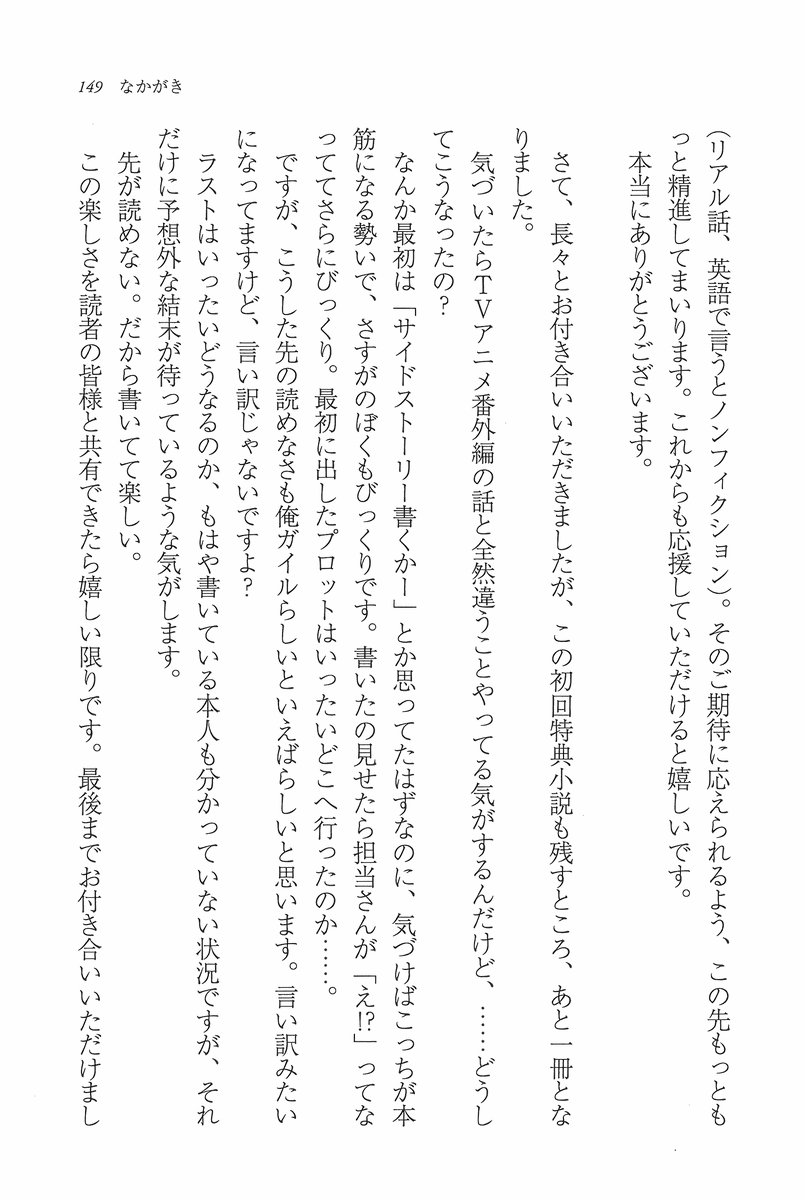 149 なかがき
(リアル話、英語で言うとノンフィクション)。そのご期待に応えられるよう、この先もっとも
っと精進してまいります。これからも応援していただけると嬉しいです。
本当にありがとうございます。
さて、長々とお付き合いいただきましたが、この初回特典小説も残すところ、あと一冊とな
りました。
気づいたらTVアニメ番外編の話と全然違うことやってる気がするんだけど、……どうし
てこうなったの?
なんか最初は「サイドストーリー書くかー」とか思ってたはずなのに、気づけばこっちが本
筋になる勢いで、さすがのぼくもびっくりです。書いたの見せたら担当さんが「え!?」ってな
っててさらにびっくり。最初に出したプロットはいったいどこへ行ったのか……。
ですが、こうした先の読めなさも俺ガイルらしいといえばらしいと思います。言い訳みたい
になってますけど、言い訳じゃないですよ?
ラストはいったいどうなるのか、もはや書いている本人も分かっていない状況ですが、それ
だけに予想外な結末が待っているような気がします。
先が読めない。だから書いてて楽しい。
この楽しさを読者の皆様と共有できたら嬉しい限りです。最後までお付き合いいただけまし